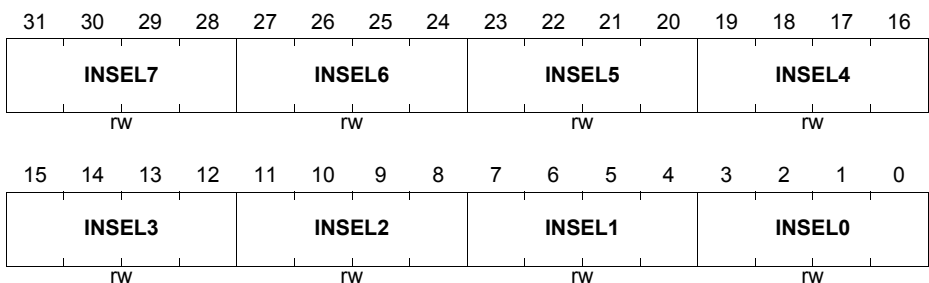 31 30 29 28 27 26 25 24 23 22 21 20 19 18 17 16
INSEL7 INSEL6 INSEL5 INSEL4
rw rw rw rw
15 14 13 12 11 10 9 8 7 6 5 4 3 2 1 0
INSEL3 INSEL2 INSEL1 INSEL0
rw rw rw rw